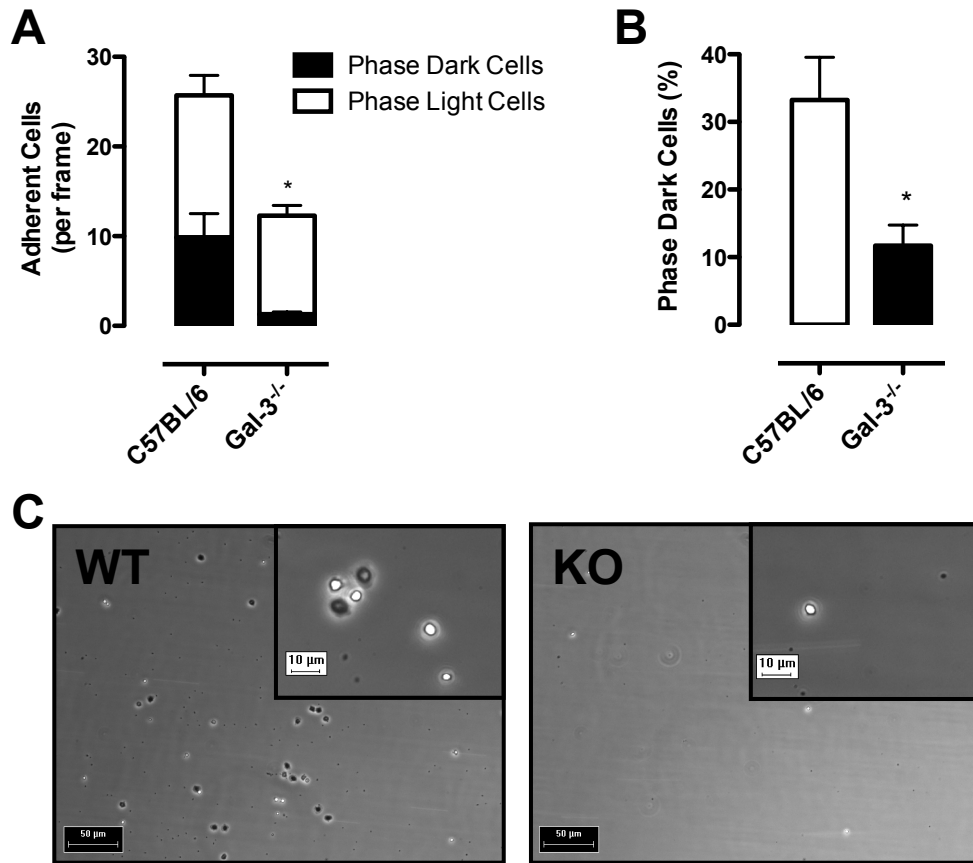 A
Adherent Cells
(per frame)
30
20
10
0
Phase Dark Cells
Phase Light Cells
*
C57BL/6
Gal-3-/-
B
Phase Dark Cells (%)
40
30
20
10
0
*
C57BL/6
Gal-3-/-
C
WT
10 µm
50 µm
KO
10 µm
50 µm